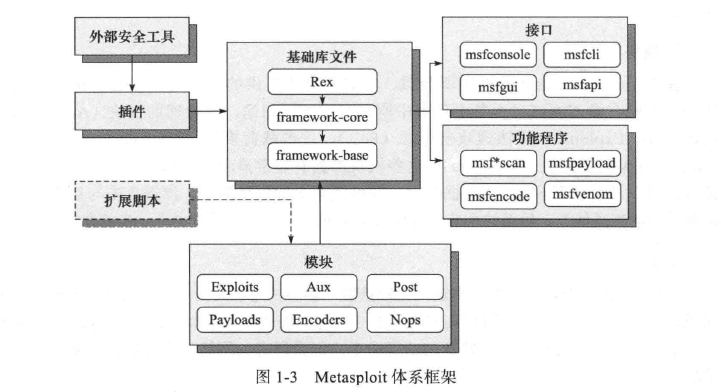 外部安全工具
插件
扩展脚本
基础库文件
Rex
framework-core
framework-base
接口
msfconsole msfcli
msfgui msfapi
功能程序
msf*scan msfpayload
msfencode msfvenom
模块
Exploits Aux Post
Payloads Encoders Nops
图 1-3 Metasploit 体系框架